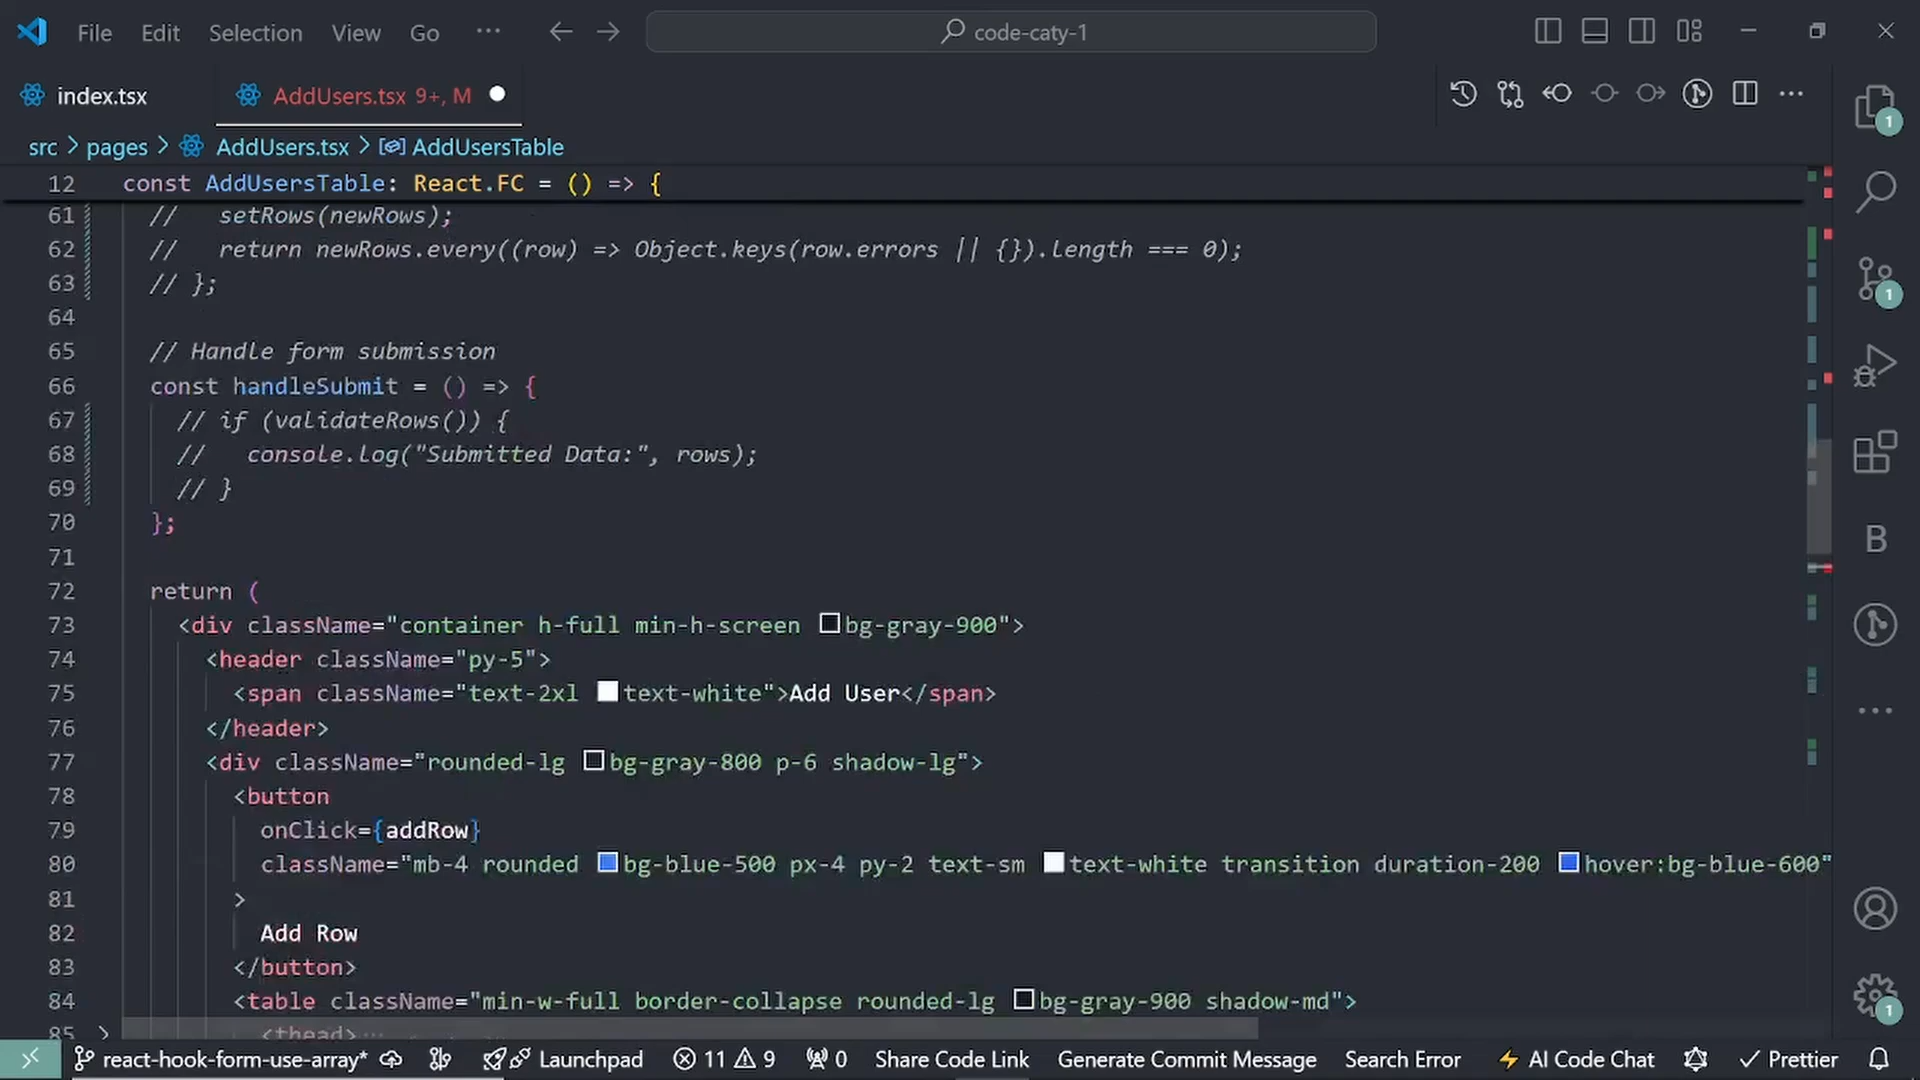 File Edit Selection View Go ··· code-caty-1
index.tsx AddUsers.tsx 9+, M
src > pages > AddUsers.tsx > AddUsersTable
12 const AddUsersTable: React.FC = () => {
61 // setRows(newRows);
62 // return newRows.every((row) => Object.keys(row.errors || {}).length === 0);
63 // };
64
65 // Handle form submission
66 const handleSubmit = () => {
67 // if (validateRows()) {
68 // console.log("Submitted Data:", rows);
69 // }
70 };
71
72 return (
73 <div className="container h-full min-h-screen bg-gray-900">
74 <header className="py-5">
75 <span className="text-2xl text-white">Add User</span>
76 </header>
77 <div className="rounded-lg bg-gray-800 p-6 shadow-lg">
78 <button
79 onClick={addRow}
80 className="mb-4 rounded bg-blue-500 px-4 py-2 text-sm text-white transition duration-200 hover:bg-blue-600"
81 >
82 Add Row
83 </button>
84 <table className="min-w-full border-collapse rounded-lg bg-gray-900 shadow-md">
85 > <thead>···
1
1
B
1
react-hook-form-use-array* Launchpad 11 9 0 Share Code Link Generate Commit Message Search Error AI Code Chat Prettier